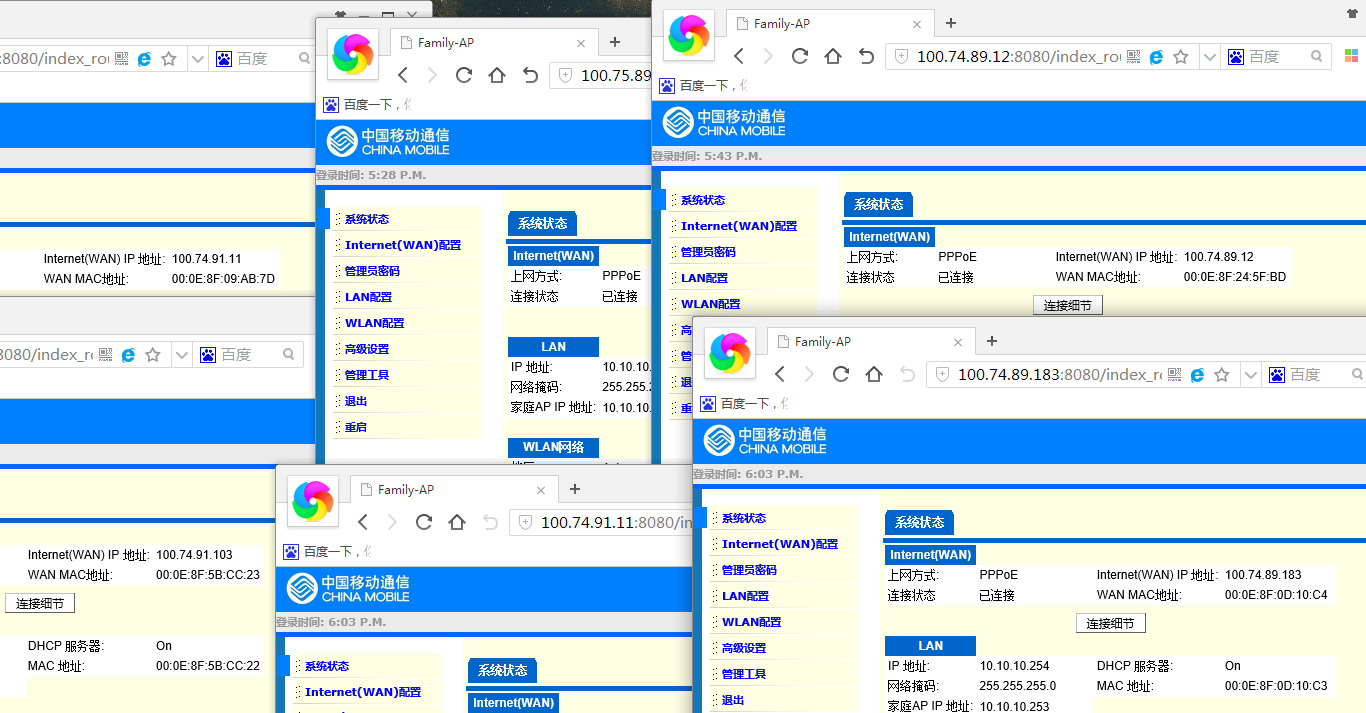 :8080/index_rou
百度
Internet(WAN) IP 地址: 100.74.91.11
WAN MAC地址: 00:0E:8F:09:AB:7D
8080/index_r
百度
Internet(WAN) IP 地址: 100.74.91.103
WAN MAC地址: 00:0E:8F:5B:CC:23
连接细节
DHCP 服务器: On
MAC 地址: 00:0E:8F:5B:CC:22
Family-AP
100.75.89
百度一下，
中国移动通信
CHINA MOBILE
登录时间: 5:28 P.M.
系统状态
Internet(WAN)配置
管理员密码
LAN配置
WLAN配置
高级设置
管理工具
退出
重启
系统状态
Internet(WAN)
上网方式: PPPoE
连接状态 已连接
LAN
IP 地址: 10.10.10.
网络掩码: 255.255.
家庭AP IP 地址: 10.10.10.
WLAN网络
Family-AP
100.74.89.12:8080/index_rou
百度
百度一下，
中国移动通信
CHINA MOBILE
登录时间: 5:43 P.M.
系统状态
Internet(WAN)配置
管理员密码
LAN配置
WLAN配置
高
管
退
重
系统状态
Internet(WAN)
上网方式: PPPoE Internet(WAN) IP 地址: 100.74.89.12
连接状态 已连接 WAN MAC地址: 00:0E:8F:24:5F:BD
连接细节
Family-AP
100.74.91.11:8080/in
百度一下，
中国移动通信
CHINA MOBILE
登录时间: 6:03 P.M.
系统状态
Internet(WAN)配置
系统状态
Internet(WAN)
Family-AP
100.74.89.183:8080/index_r
百度
百度一下，
中国移动通信
CHINA MOBILE
登录时间: 6:03 P.M.
系统状态
Internet(WAN)配置
管理员密码
LAN配置
WLAN配置
高级设置
管理工具
退出
系统状态
Internet(WAN)
上网方式: PPPoE Internet(WAN) IP 地址: 100.74.89.183
连接状态 已连接 WAN MAC地址: 00:0E:8F:0D:10:C4
连接细节
LAN
IP 地址: 10.10.10.254 DHCP 服务器: On
网络掩码: 255.255.255.0 MAC 地址: 00:0E:8F:0D:10:C3
家庭AP IP 地址: 10.10.10.253